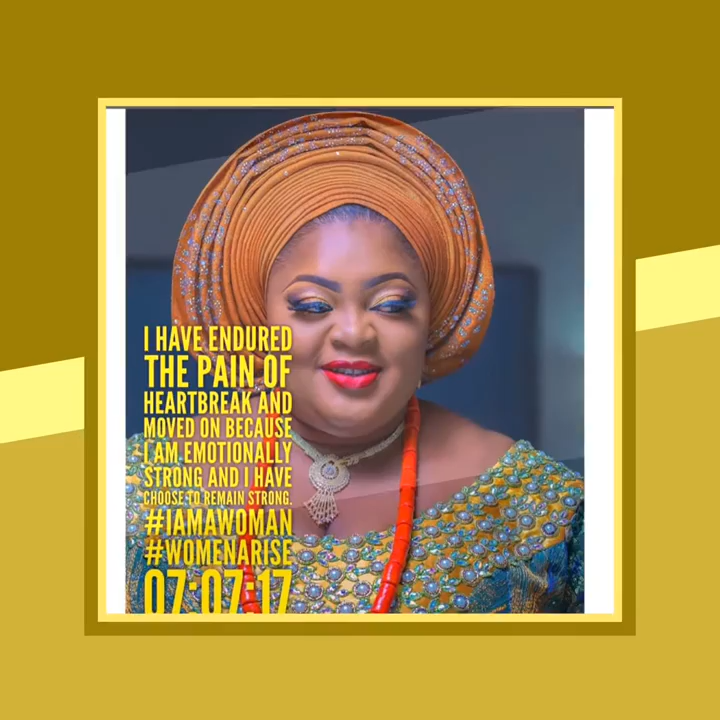 I HAVE ENDURED
THE PAIN OF
HEARTBREAK AND
MOVED ON BECAUSE
I AM EMOTIONALLY
STRONG AND I HAVE
CHOOSE TO REMAIN STRONG.
#IAMAWOMAN
#WOMENARISE
07:07:17